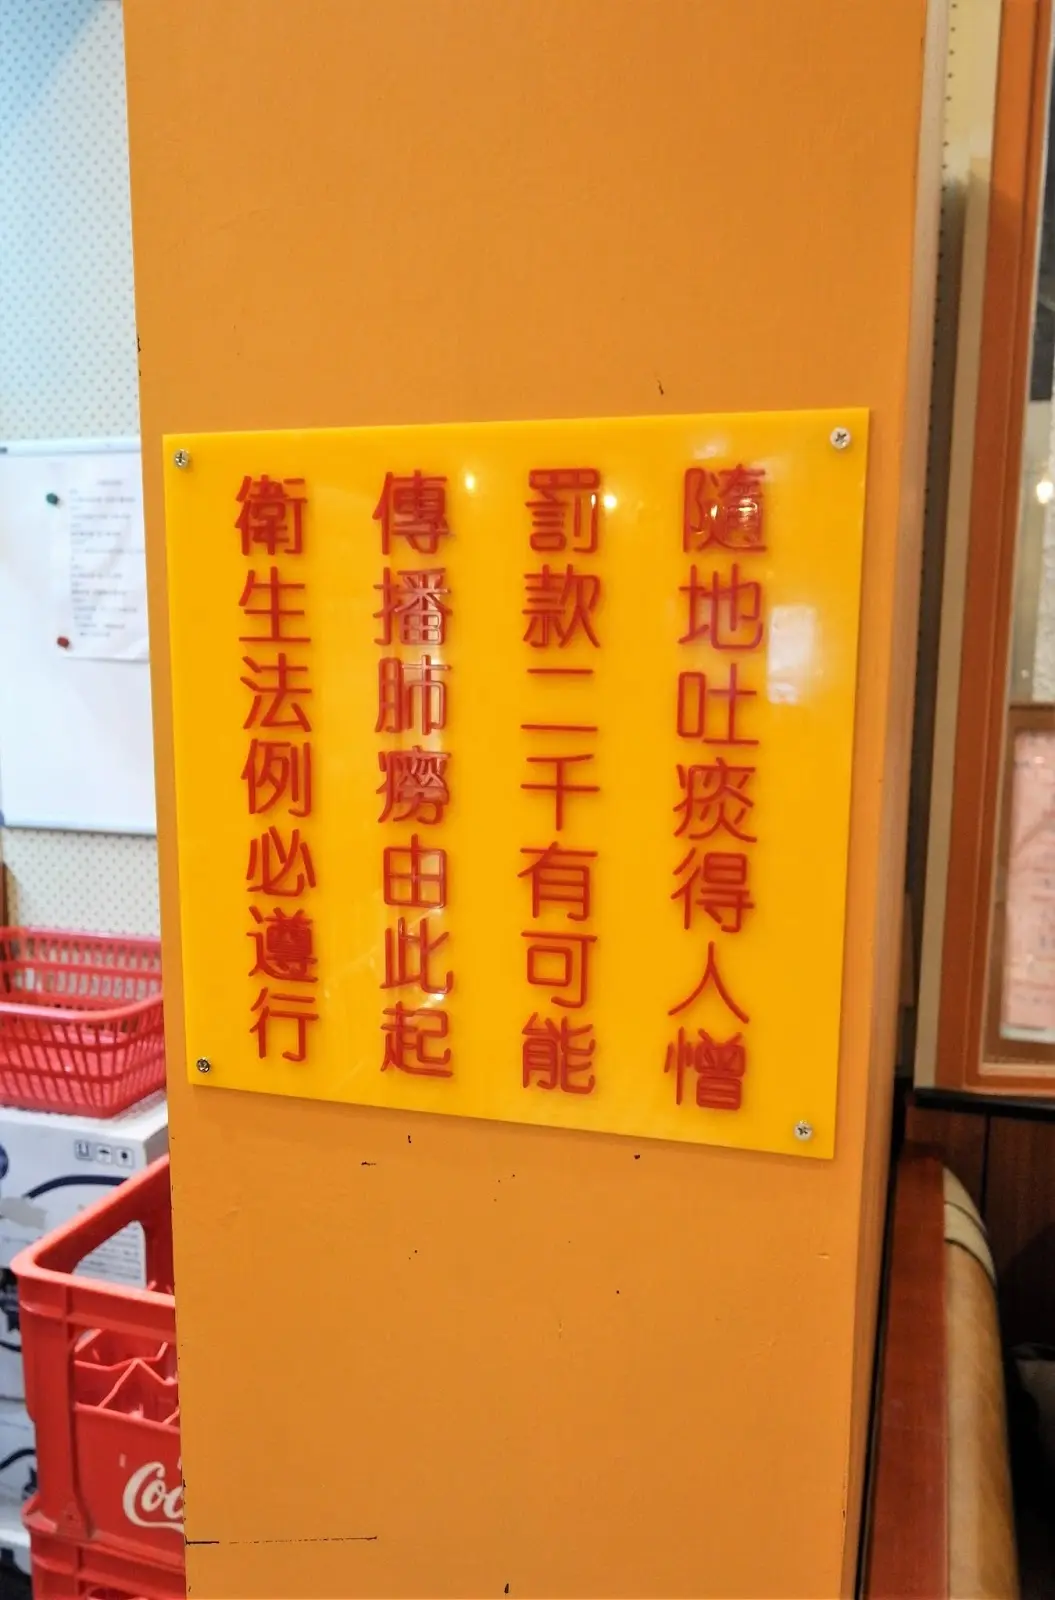 隨地吐痰得人憎
罰款二千有可能
傳播肺癆由此起
衛生法例必遵行